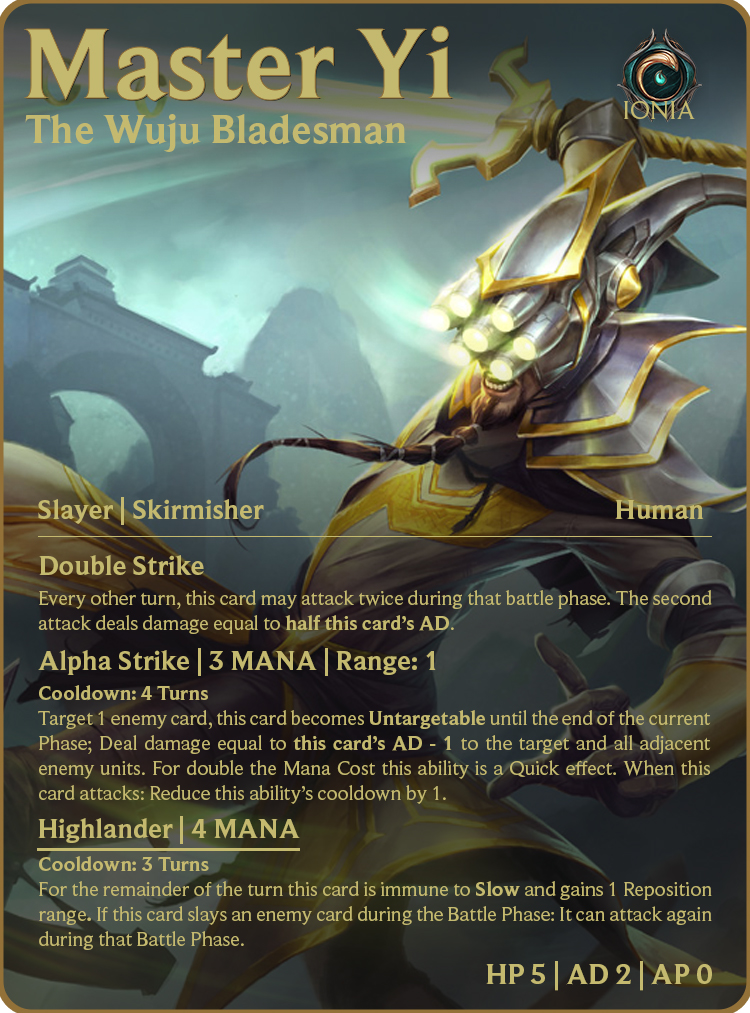 Master Yi
IONIA
The Wuju Bladesman
Slayer | Skirmisher
Human
Double Strike
Every other turn, this card may attack twice during that battle phase. The second
attack deals damage equal to half this card's AD.
Alpha Strike | 3 MANA | Range: 1
Cooldown: 4 Turns
Target 1 enemy card, this card becomes Untargetable until the end of the current
Phase; Deal damage equal to this card's AD - 1 to the target and all adjacent
enemy units. For double the Mana Cost this ability is a Quick effect. When this
card attacks: Reduce this ability's cooldown by 1.
Highlander | 4 MANA
Cooldown: 3 Turns
For the remainder of the turn this card is immune to Slow and gains 1 Reposition
range. If this card slays an enemy card during the Battle Phase: It can attack again
during that Battle Phase.
HP 5 | AD 2 | AP 0